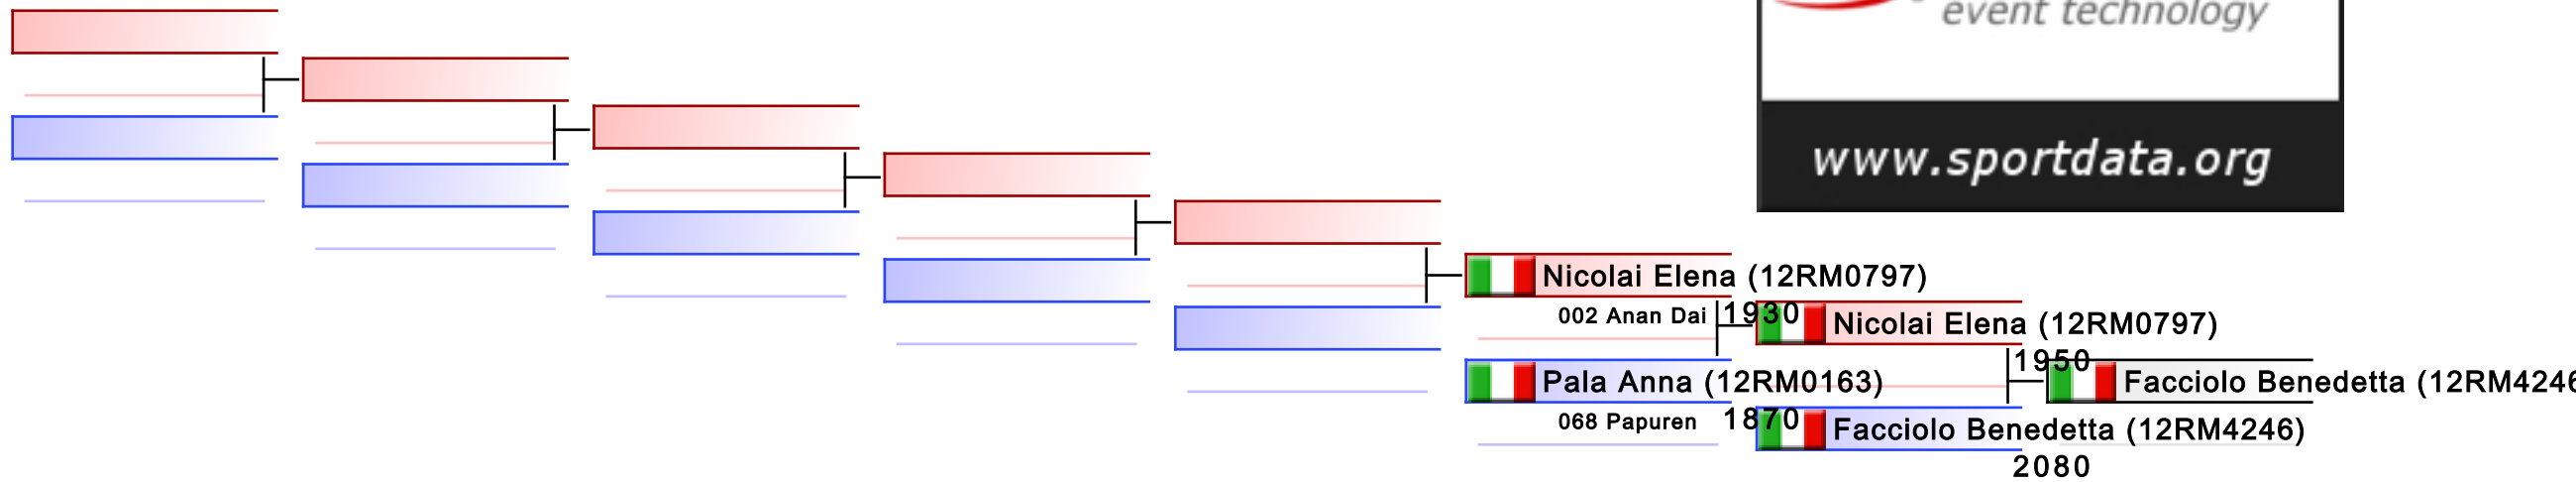 event technology
www.sportdata.org
Nicolai Elena (12RM0797)
002 Anan Dai 1930
Nicolai Elena (12RM0797)
1950
Pala Anna (12RM0163)
Facciolo Benedetta (12RM4246
068 Papuren 1870
Facciolo Benedetta (12RM4246)
2080